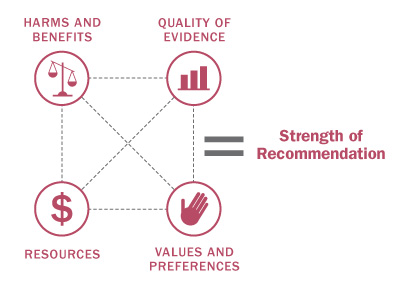 HARMS AND
BENEFITS
QUALITY OF
EVIDENCE
$
Strength of
Recommendation
RESOURCES
VALUES AND
PREFERENCES